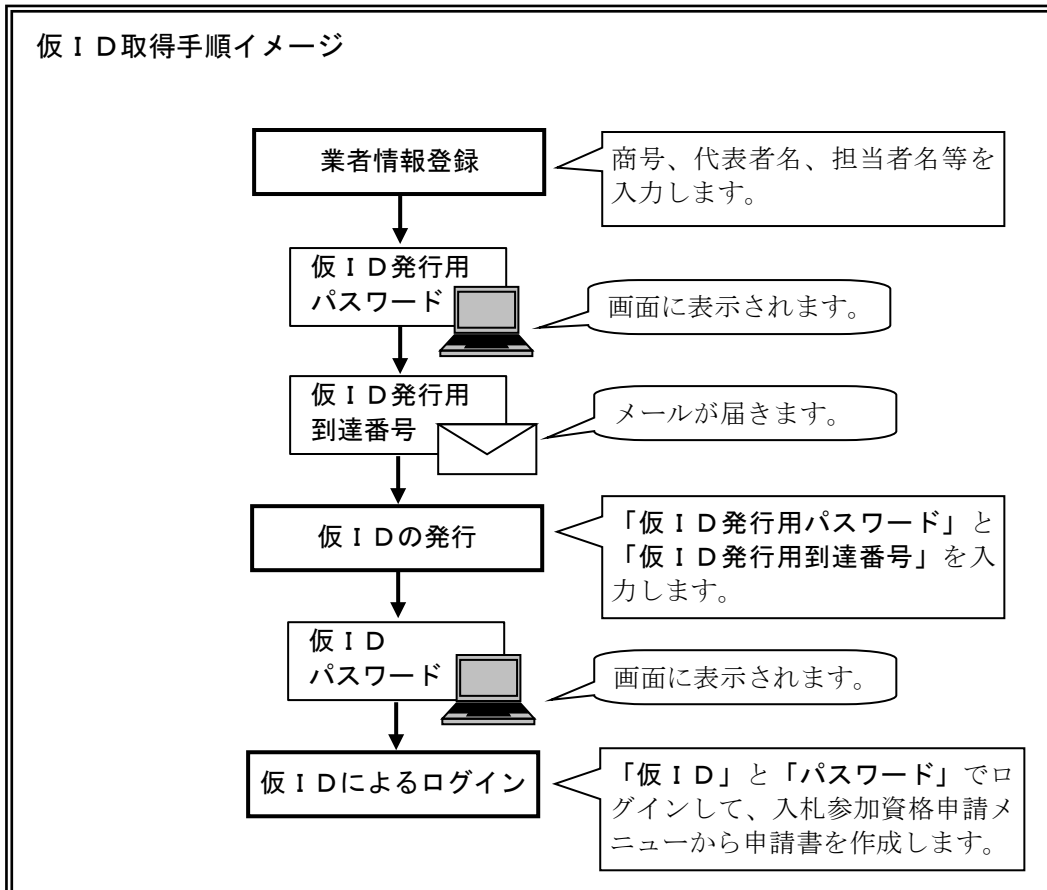 仮ＩＤ取得手順イメージ
業者情報登録
商号、代表者名、担当者名等を
入力します。
仮ＩＤ発行用
パスワード
画面に表示されます。
仮ＩＤ発行用
到達番号
メールが届きます。
仮ＩＤの発行
「仮ＩＤ発行用パスワード」と
「仮ＩＤ発行用到達番号」を入
力します。
仮ＩＤ
パスワード
画面に表示されます。
仮ＩＤによるログイン
「仮ＩＤ」と「パスワード」でロ
グインして、入札参加資格申請メ
ニューから申請書を作成します。